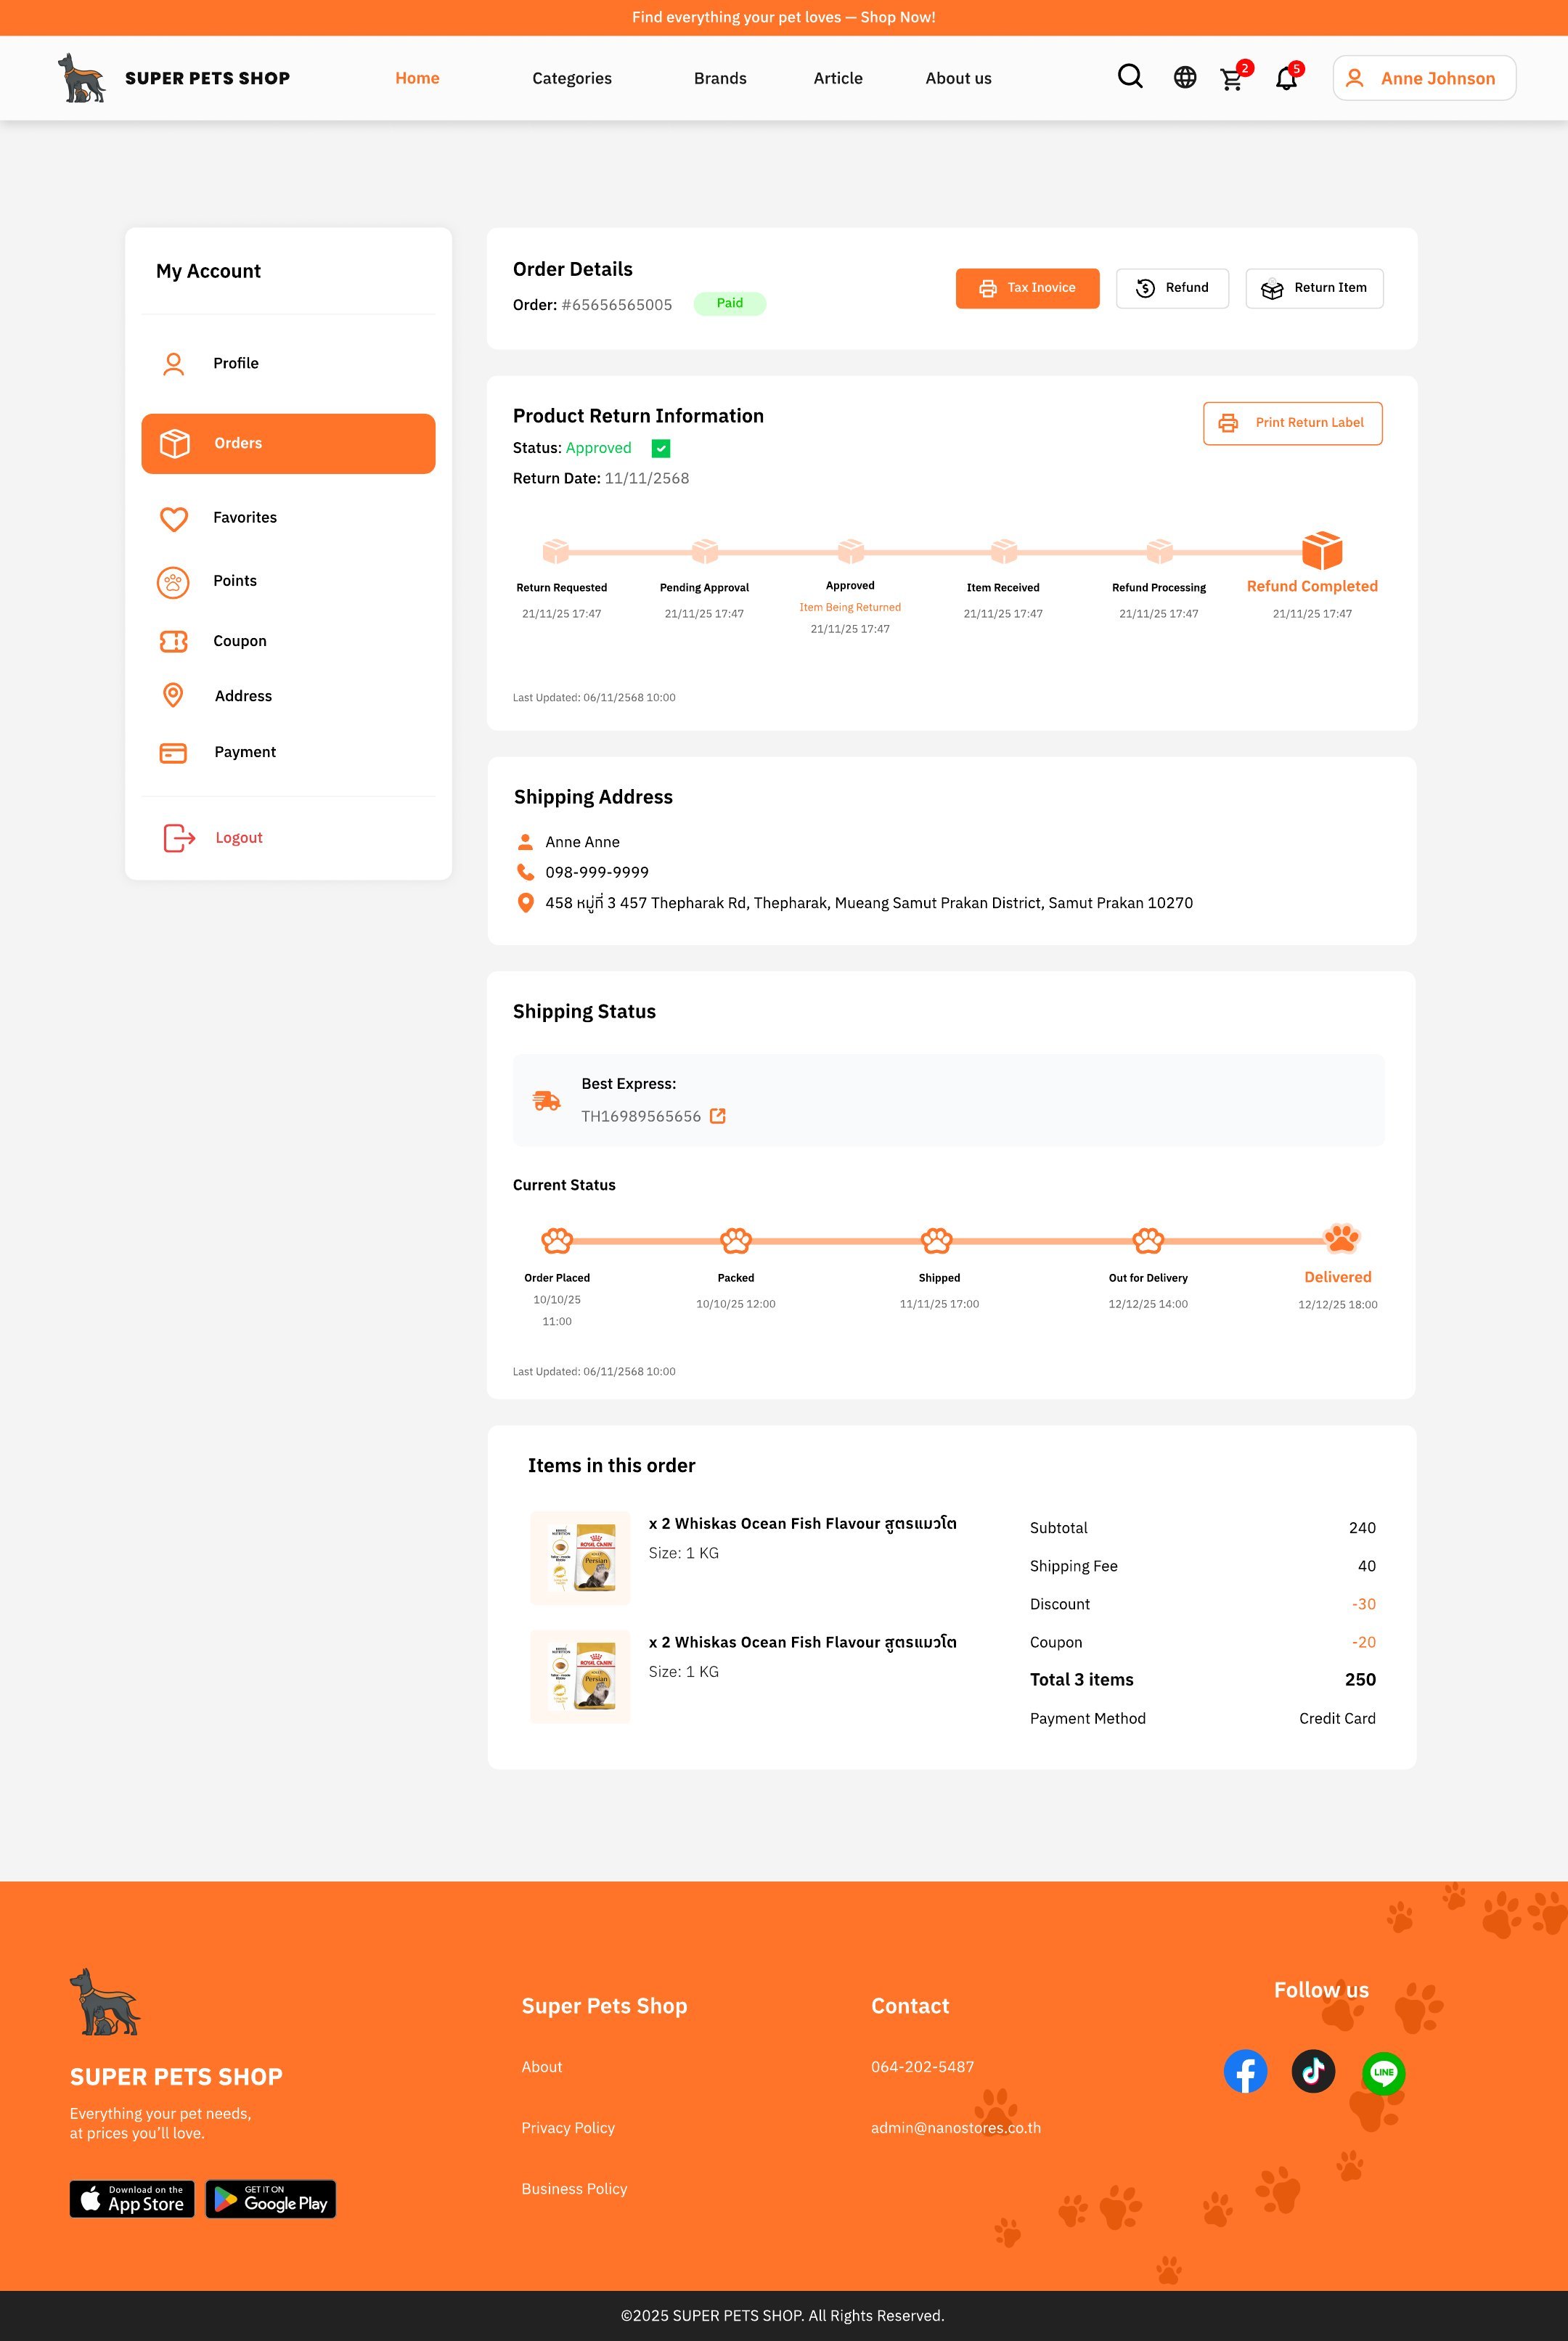 Find everything your pet loves — Shop Now!
SUPER PETS SHOP
Home
Categories
Brands
Article
About us
2
5
Anne Johnson
My Account
Profile
Orders
Favorites
Points
Coupon
Address
Payment
Logout
Order Details
Order: #65656565005
Paid
Tax Inovice
Refund
Return Item
Product Return Information
Status: Approved
Return Date: 11/11/2568
Print Return Label
Return Requested
21/11/25 17:47
Pending Approval
21/11/25 17:47
Approved
Item Being Returned
21/11/25 17:47
Item Received
21/11/25 17:47
Refund Processing
21/11/25 17:47
Refund Completed
21/11/25 17:47
Last Updated: 06/11/2568 10:00
Shipping Address
Anne Anne
098-999-9999
458 หมู่ที่ 3 457 Thepharak Rd, Thepharak, Mueang Samut Prakan District, Samut Prakan 10270
Shipping Status
Best Express:
TH16989565656
Current Status
Order Placed
10/10/25
11:00
Packed
10/10/25 12:00
Shipped
11/11/25 17:00
Out for Delivery
12/12/25 14:00
Delivered
12/12/25 18:00
Last Updated: 06/11/2568 10:00
Items in this order
ROYAL CANIN
Persian
x 2 Whiskas Ocean Fish Flavour สูตรแมวโต
Size: 1 KG
ROYAL CANIN
Persian
x 2 Whiskas Ocean Fish Flavour สูตรแมวโต
Size: 1 KG
Subtotal 240
Shipping Fee 40
Discount -30
Coupon -20
Total 3 items 250
Payment Method Credit Card
SUPER PETS SHOP
Everything your pet needs,
at prices you’ll love.
Download on the
App Store
GET IT ON
Google Play
Super Pets Shop
About
Privacy Policy
Business Policy
Contact
064-202-5487
admin@nanostores.co.th
Follow us
LINE
©2025 SUPER PETS SHOP. All Rights Reserved.